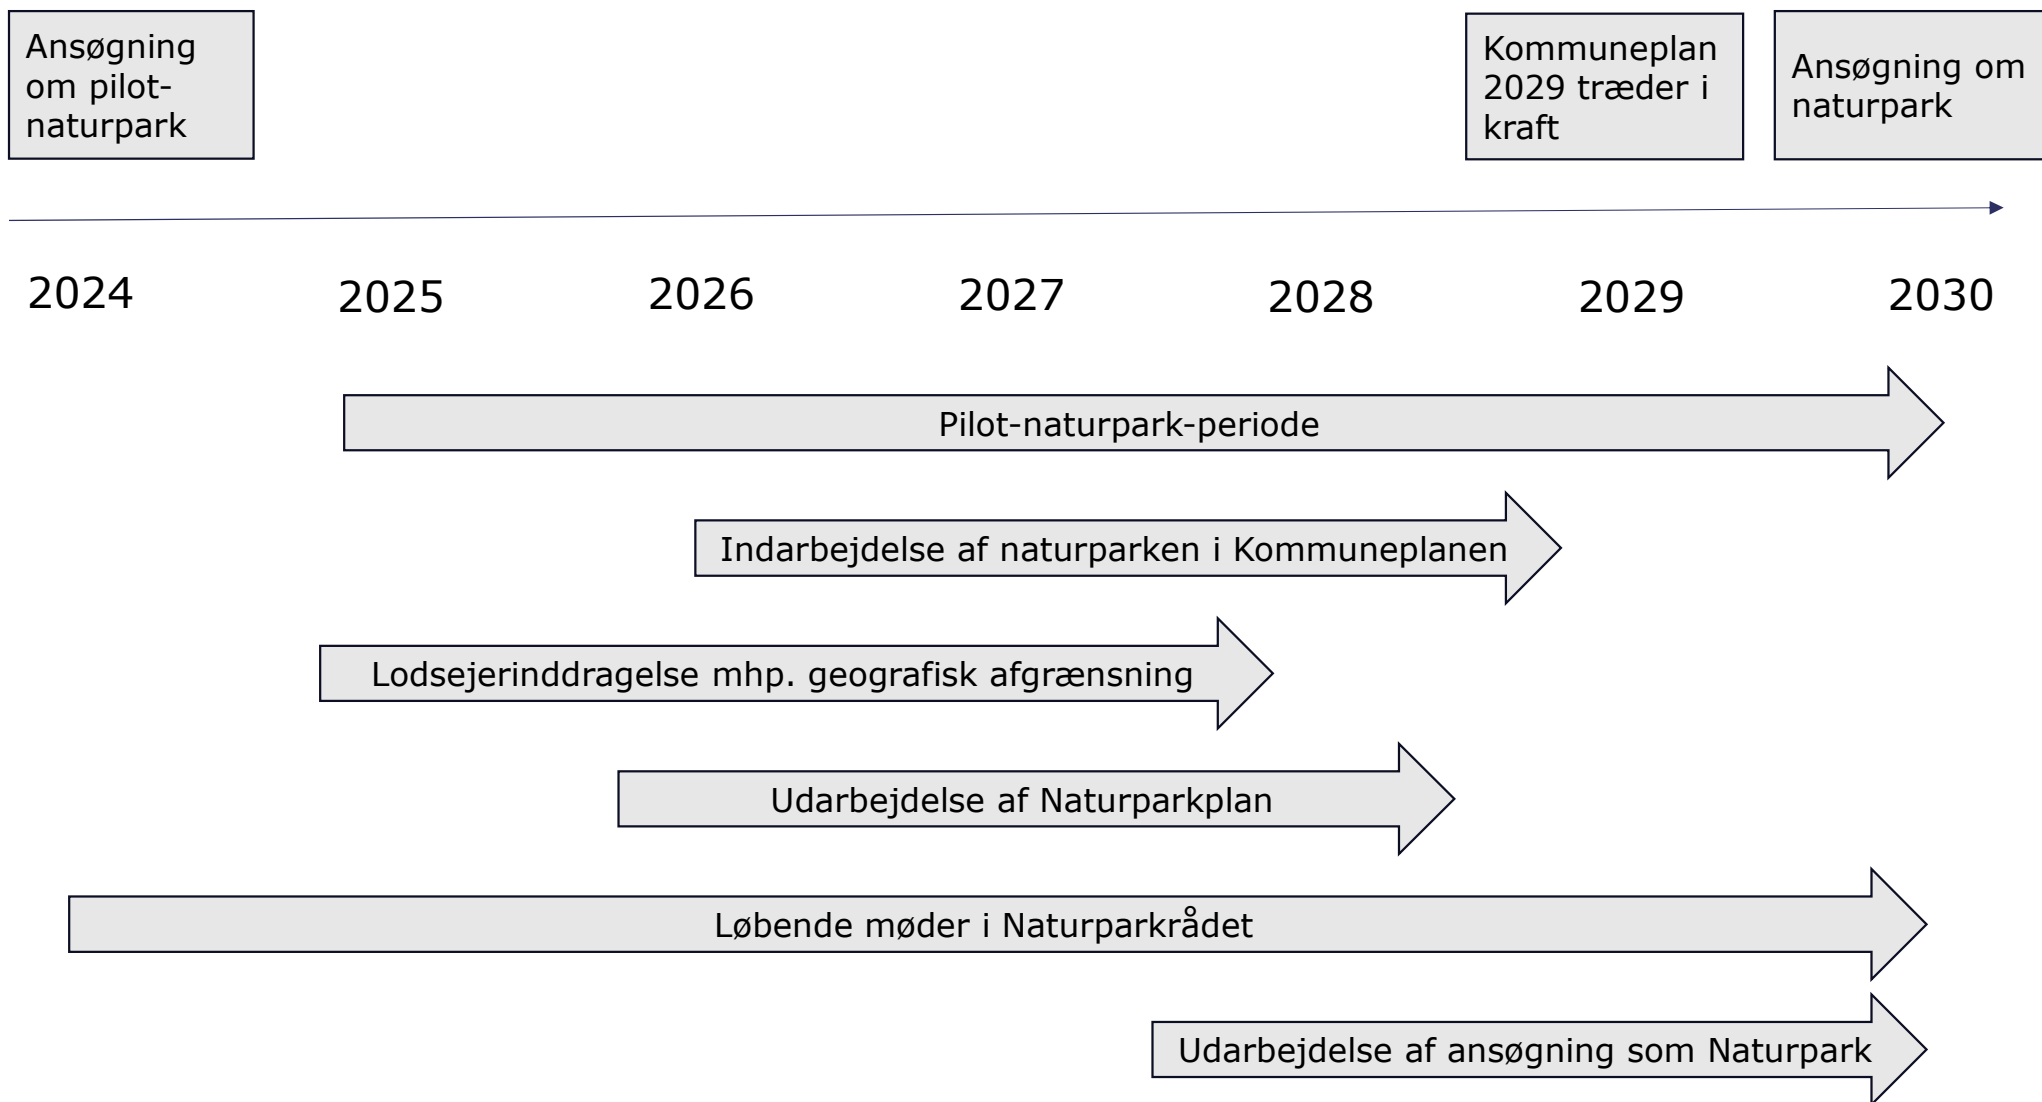 Ansøgning
om pilot-
naturpark
Kommuneplan
2029 træder i
kraft
Ansøgning om
naturpark
2024
2025
2026
2027
2028
2029
2030
Pilot-naturpark-periode
Indarbejdelse af naturparken i Kommuneplanen
Lodsejerinddragelse mhp. geografisk afgrænsning
Udarbejdelse af Naturparkplan
Løbende møder i Naturparkrådet
Udarbejdelse af ansøgning som Naturpark